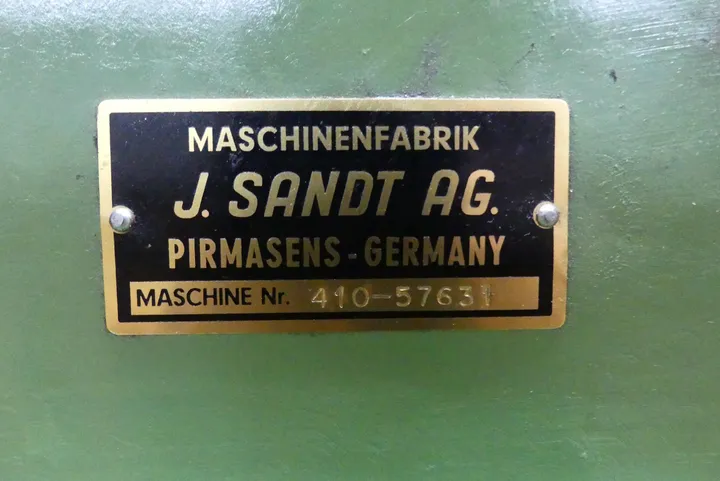 MASCHINENFABRIK
J. SANDT AG.
PIRMASENS-GERMANY
MASCHINE Nr. 410-57631